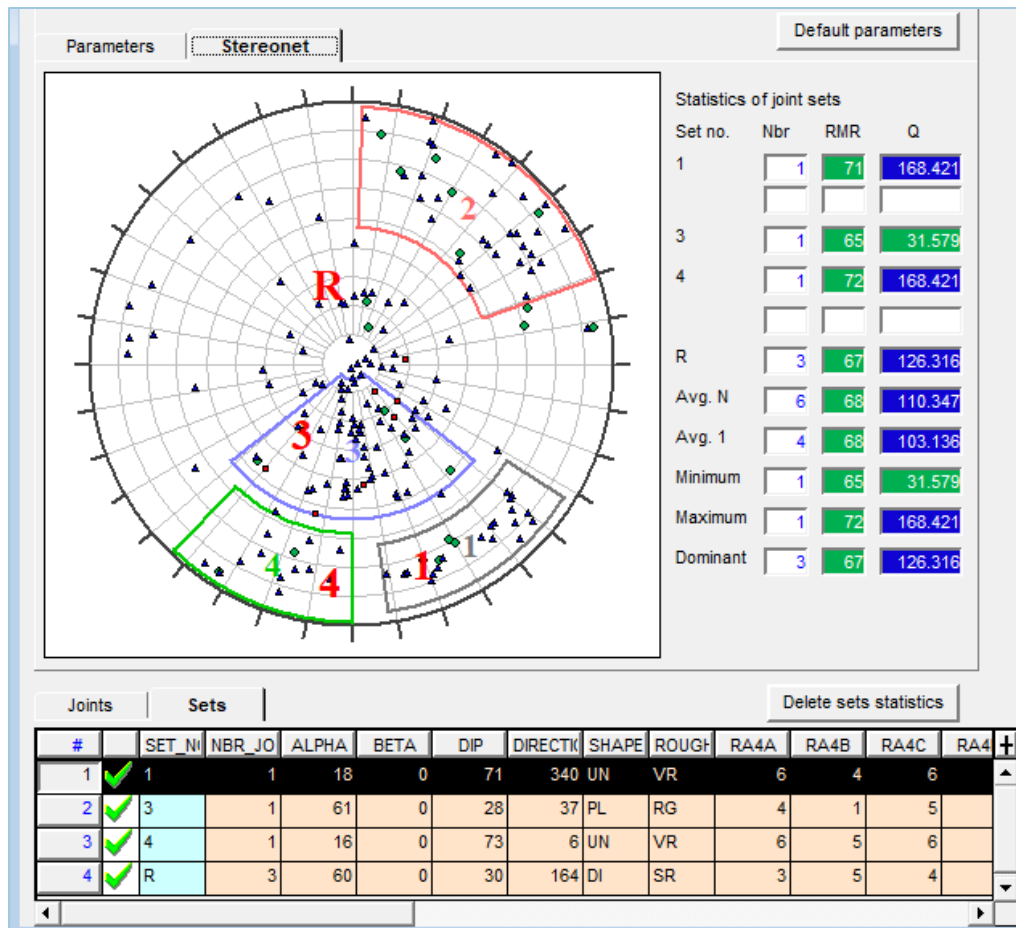 Default parameters
Parameters Stereonet
Statistics of joint sets
Set no. Nbr RMR Q
1 1 71 168.421
3 1 65 31.579
4 1 72 168.421
R 3 67 126.316
Avg. N 6 68 110.347
Avg. 1 4 68 103.136
Minimum 1 65 31.579
Maximum 1 72 168.421
Dominant 3 67 126.316
2
R
3
3
1
1
4
4
Joints Sets Delete sets statistics
# SET_N NBR_JO ALPHA BETA DIP DIRECTI SHAPE ROUGH RA4A RA4B RA4C RA4 +
1 1 1 18 0 71 340 UN VR 6 4 6
2 3 1 61 0 28 37 PL RG 4 1 5
3 4 1 16 0 73 6 UN VR 6 5 6
4 R 3 60 0 30 164 DI SR 3 5 4